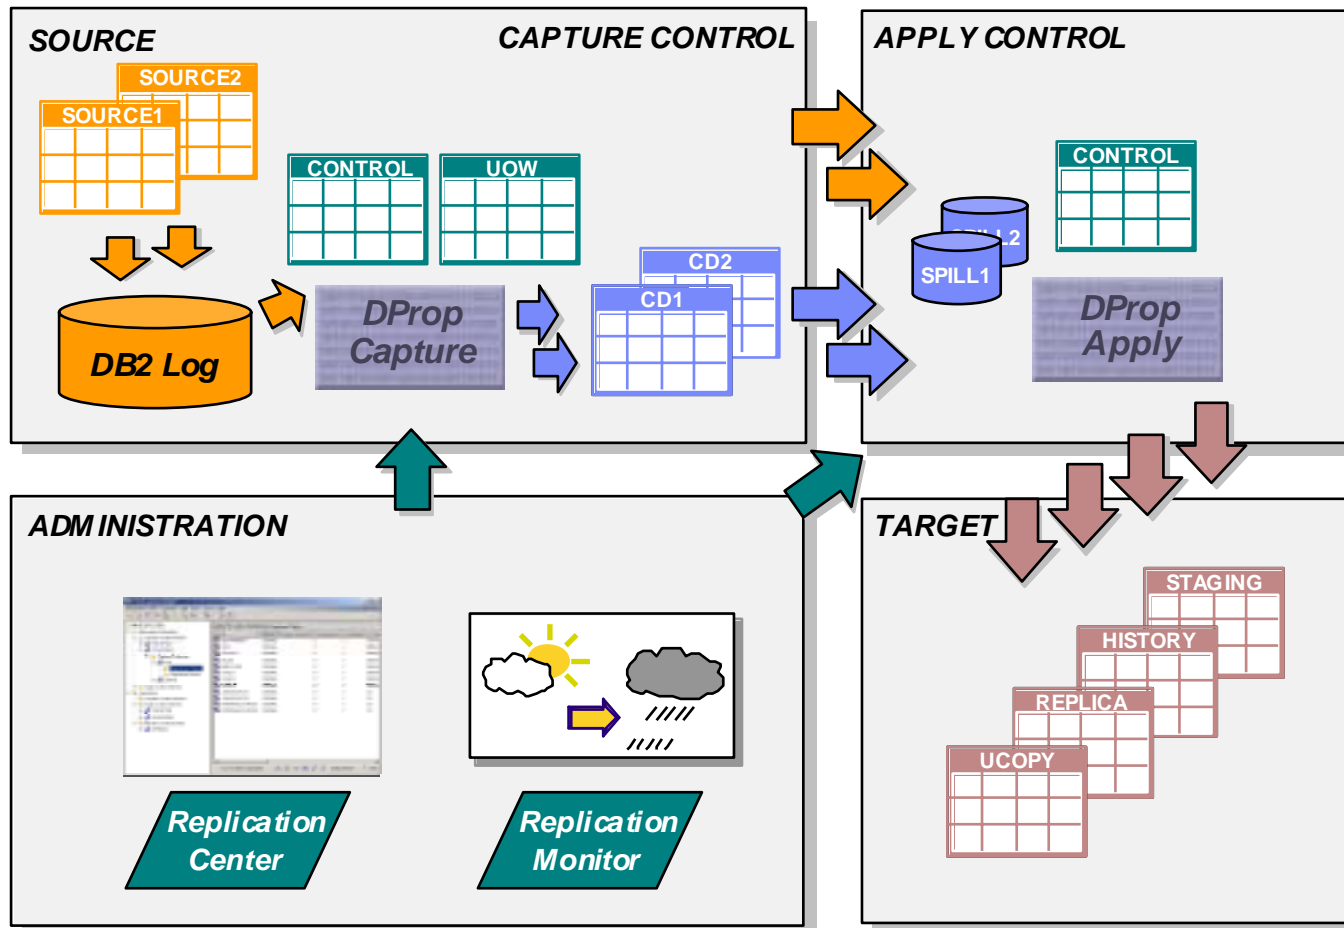 SOURCE
CAPTURE CONTROL
SOURCE2
SOURCE1
CONTROL
UOW
DB2 Log
DProp
Capture
CD2
CD1
APPLY CONTROL
CONTROL
SPILL2
SPILL1
DProp
Apply
ADMINISTRATION
Replication
Center
Replication
Monitor
TARGET
STAGING
HISTORY
REPLICA
UCOPY